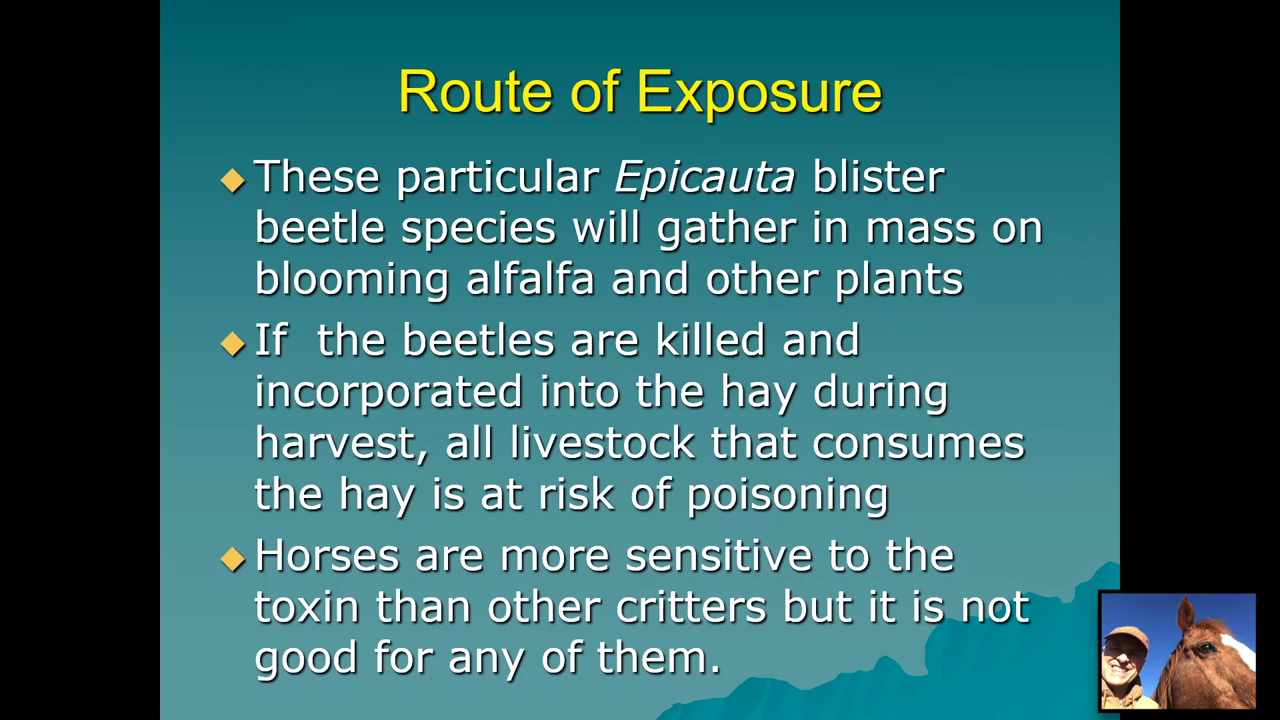 Route of Exposure
These particular Epicauta blister
beetle species will gather in mass on
blooming alfalfa and other plants
If  the beetles are killed and
incorporated into the hay during
harvest, all livestock that consumes
the hay is at risk of poisoning
Horses are more sensitive to the
toxin than other critters but it is not
good for any of them.